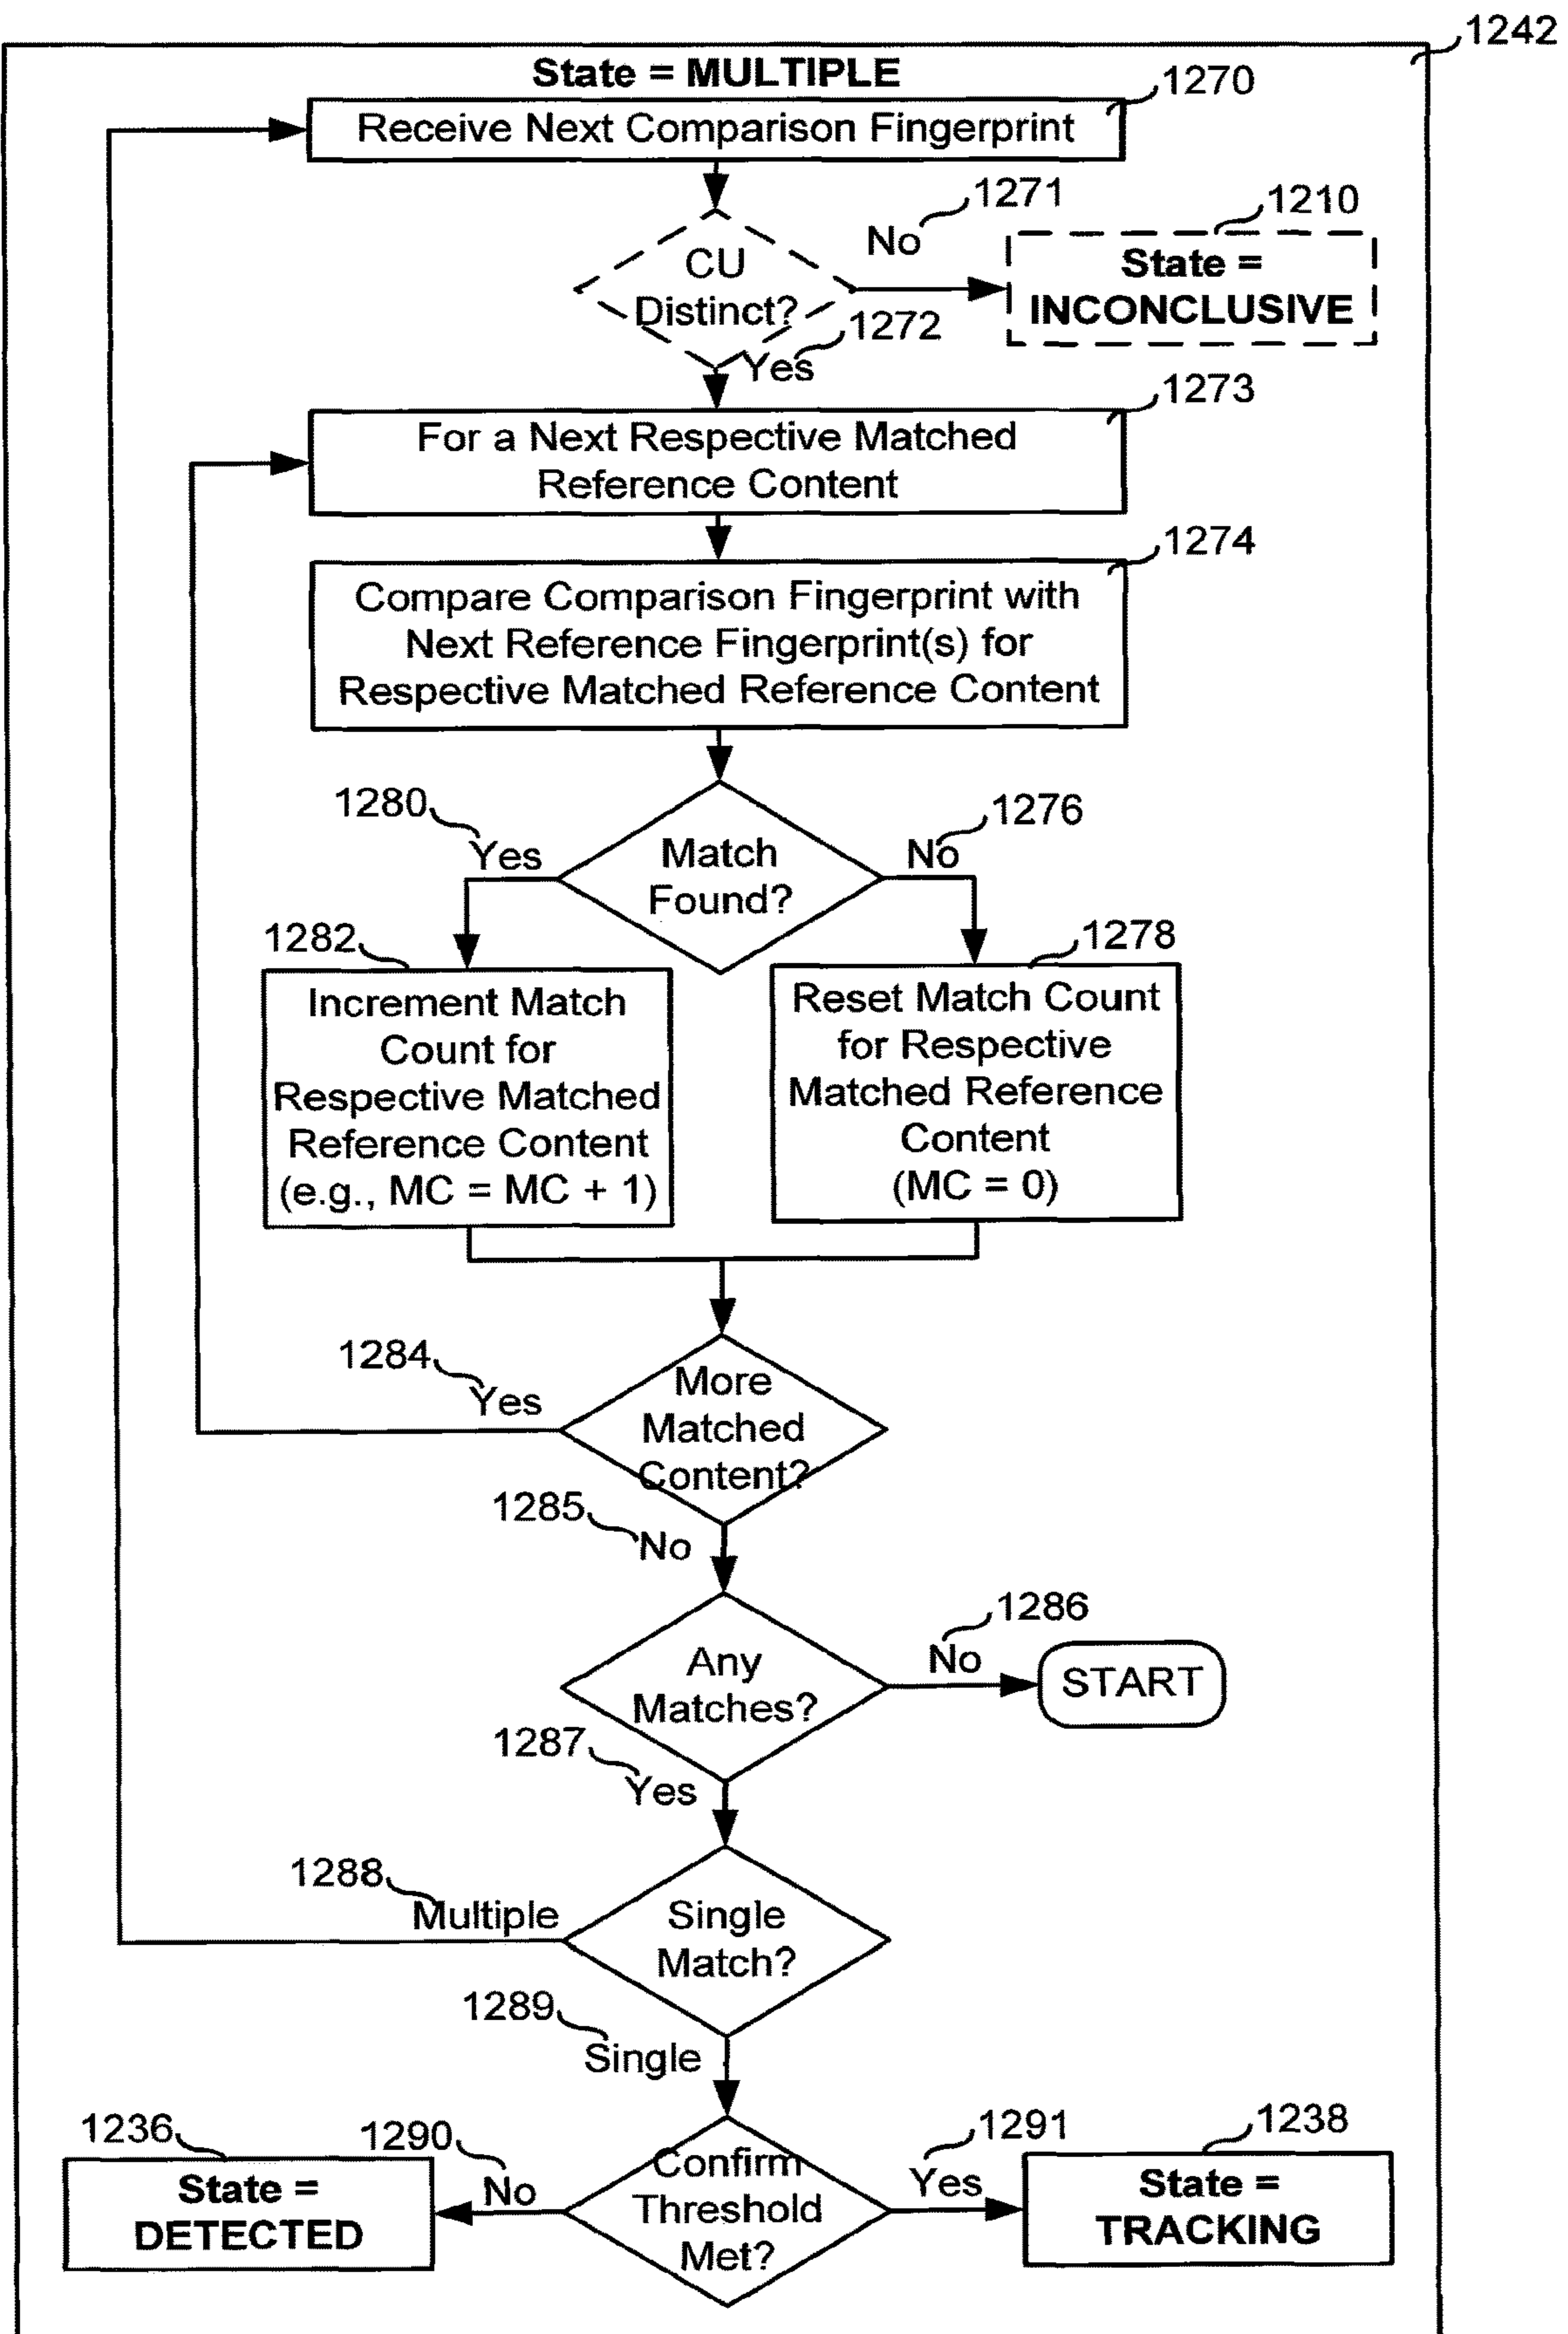 1242
State = MULTIPLE
1270
Receive Next Comparison Fingerprint
1271
No
1210
CU
Distinct?
State =
INCONCLUSIVE
1272
Yes
1273
For a Next Respective Matched
Reference Content
1274
Compare Comparison Fingerprint with
Next Reference Fingerprint(s) for
Respective Matched Reference Content
1280
Yes
Match
Found?
1276
No
1282
Increment Match
Count for
Respective Matched
Reference Content
(e.g., MC = MC + 1)
1278
Reset Match Count
for Respective
Matched Reference
Content
(MC = 0)
1284
Yes
More
Matched
Content?
1285
No
1286
No
Any
Matches?
START
1287
Yes
1288
Multiple
Single
Match?
1289
Single
1236
State =
DETECTED
1290
No
Confirm
Threshold
Met?
1291
Yes
1238
State =
TRACKING